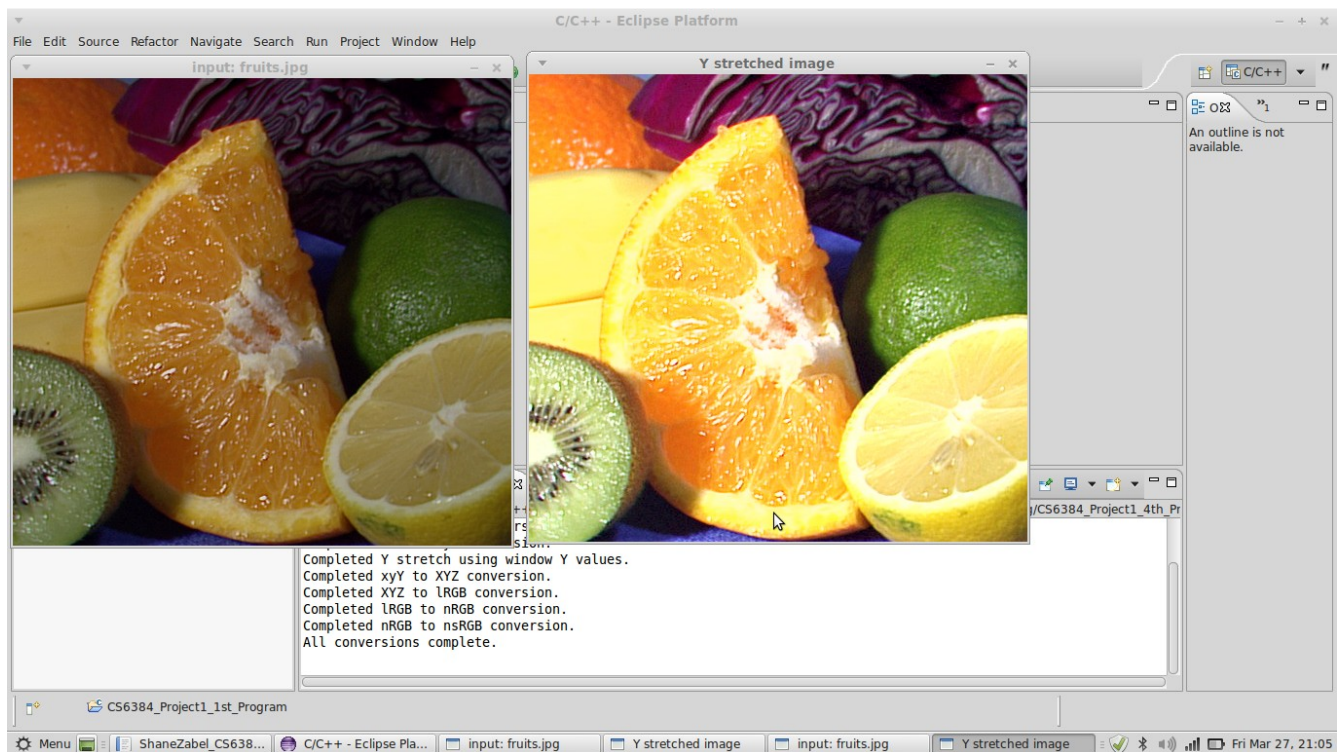 C/C++ - Eclipse Platform
File Edit Source Refactor Navigate Search Run Project Window Help
input: fruits.jpg
Y stretched image
C/C++
An outline is not
available.
/CS6384_Project1_4th_Pr
Completed Y stretch using window Y values.
Completed xyY to XYZ conversion.
Completed XYZ to lRGB conversion.
Completed lRGB to nRGB conversion.
Completed nRGB to nsRGB conversion.
All conversions complete.
CS6384_Project1_1st_Program
Menu ShaneZabel_CS638... C/C++ - Eclipse Pla... input: fruits.jpg Y stretched image input: fruits.jpg Y stretched image Fri Mar 27, 21:05